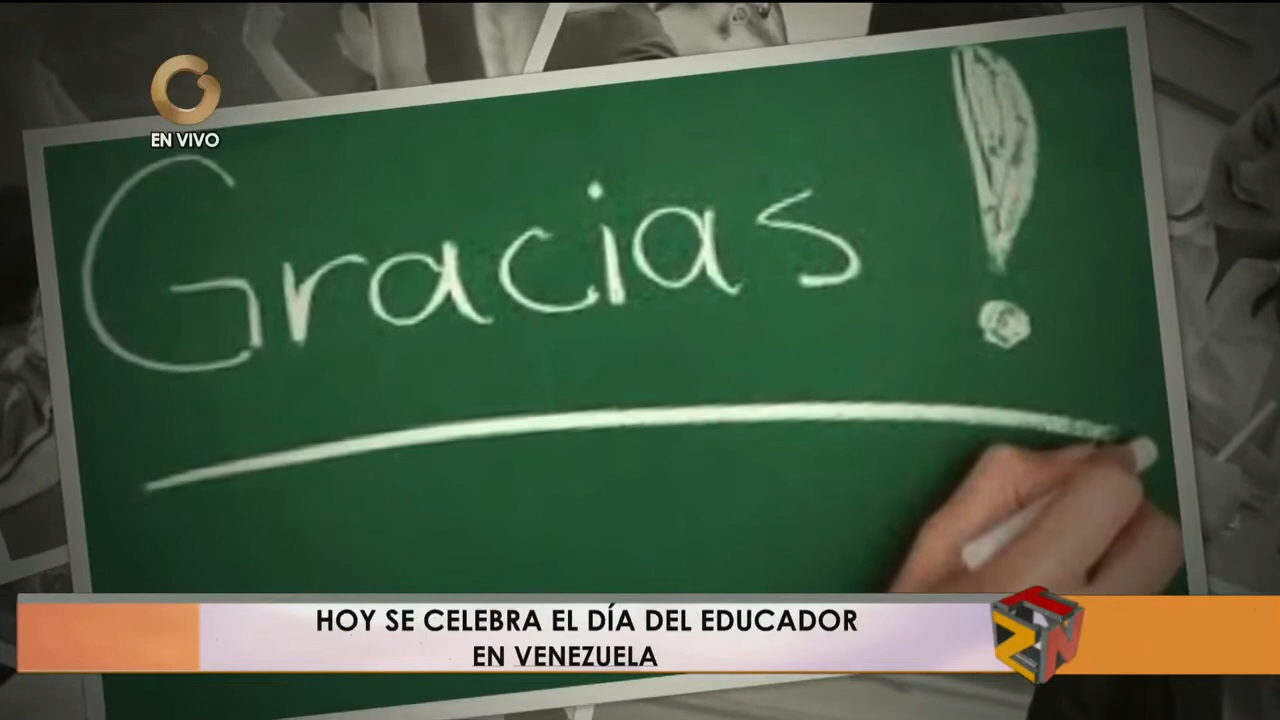 EN VIVO
Gracias!
HOY SE CELEBRA EL DÍA DEL EDUCADOR
EN VENEZUELA